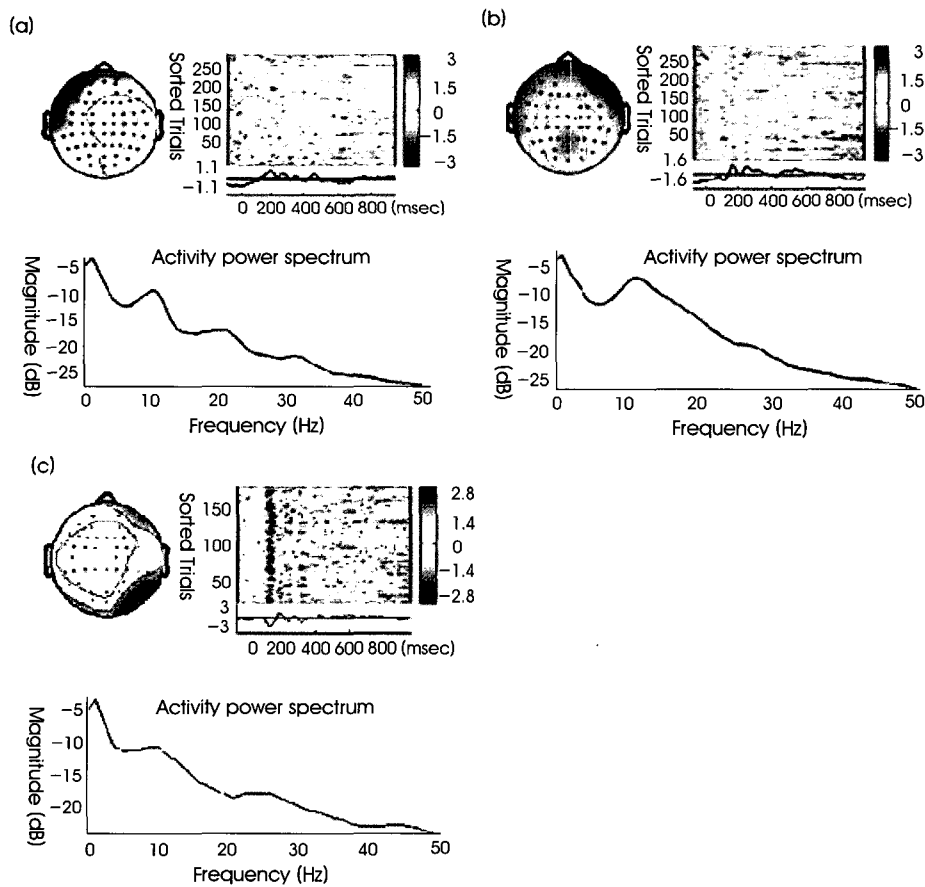 (a)
Sorted Trials
250
200
150
100
50
1.1
−1.1
0 200 400 600 800 (msec)
3
1.5
0
−1.5
−3
Activity power spectrum
Magnitude (dB)
−5
−10
−15
−20
−25
0 10 20 30 40 50
Frequency (Hz)
(b)
Sorted Trials
250
200
150
100
50
1.6
−1.6
0 200 400 600 800 (msec)
3
1.5
0
−1.5
−3
Activity power spectrum
Magnitude (dB)
−5
−10
−15
−20
−25
0 10 20 30 40 50
Frequency (Hz)
(c)
Sorted Trials
150
100
50
3
−3
0 200 400 600 800 (msec)
2.8
1.4
0
−1.4
−2.8
Activity power spectrum
Magnitude (dB)
−5
−10
−15
−20
0 10 20 30 40 50
Frequency (Hz)